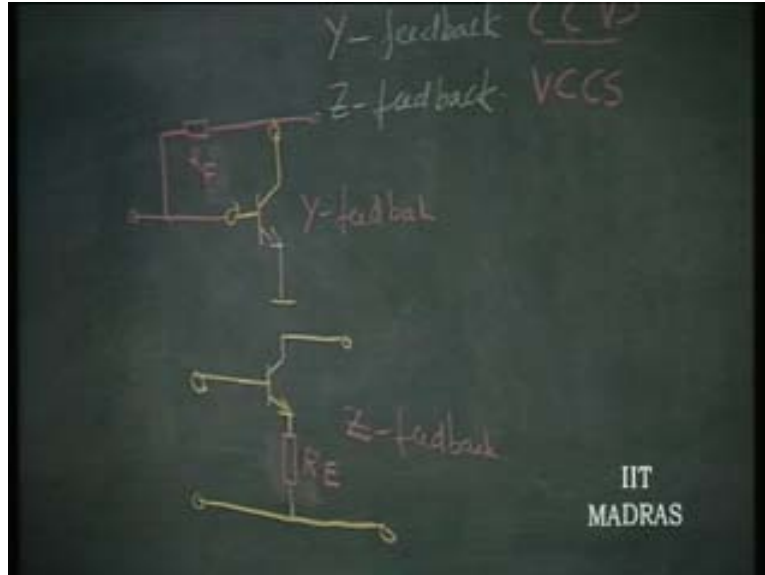 Y-feedback (CCVS
Z-feedback VCCS
rF
Y-feedback
Z-feedback
RE
IIT
MADRAS